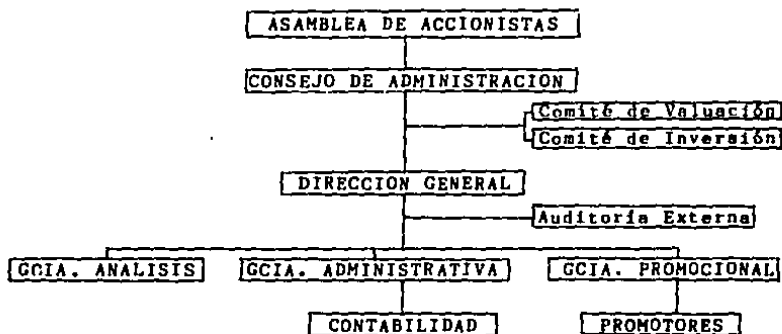 ASAMBLEA DE ACCIONISTAS
CONSEJO DE ADMINISTRACION
Comité de Valuación
Comité de Inversión
DIRECCION GENERAL
Auditoría Externa
GCIA. ANALISIS GCIA. ADMINISTRATIVA GCIA. PROMOCIONAL
CONTABILIDAD PROMOTORES